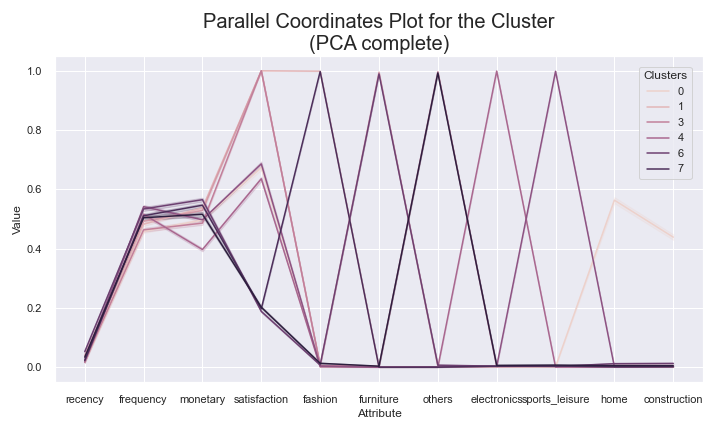 Parallel Coordinates Plot for the Cluster
(PCA complete)
Clusters
0
1
3
4
6
7
1.0
0.8
0.6
0.4
0.2
0.0
Value
recency frequency monetary satisfaction fashion furniture others electronics sports_leisure home construction
Attribute